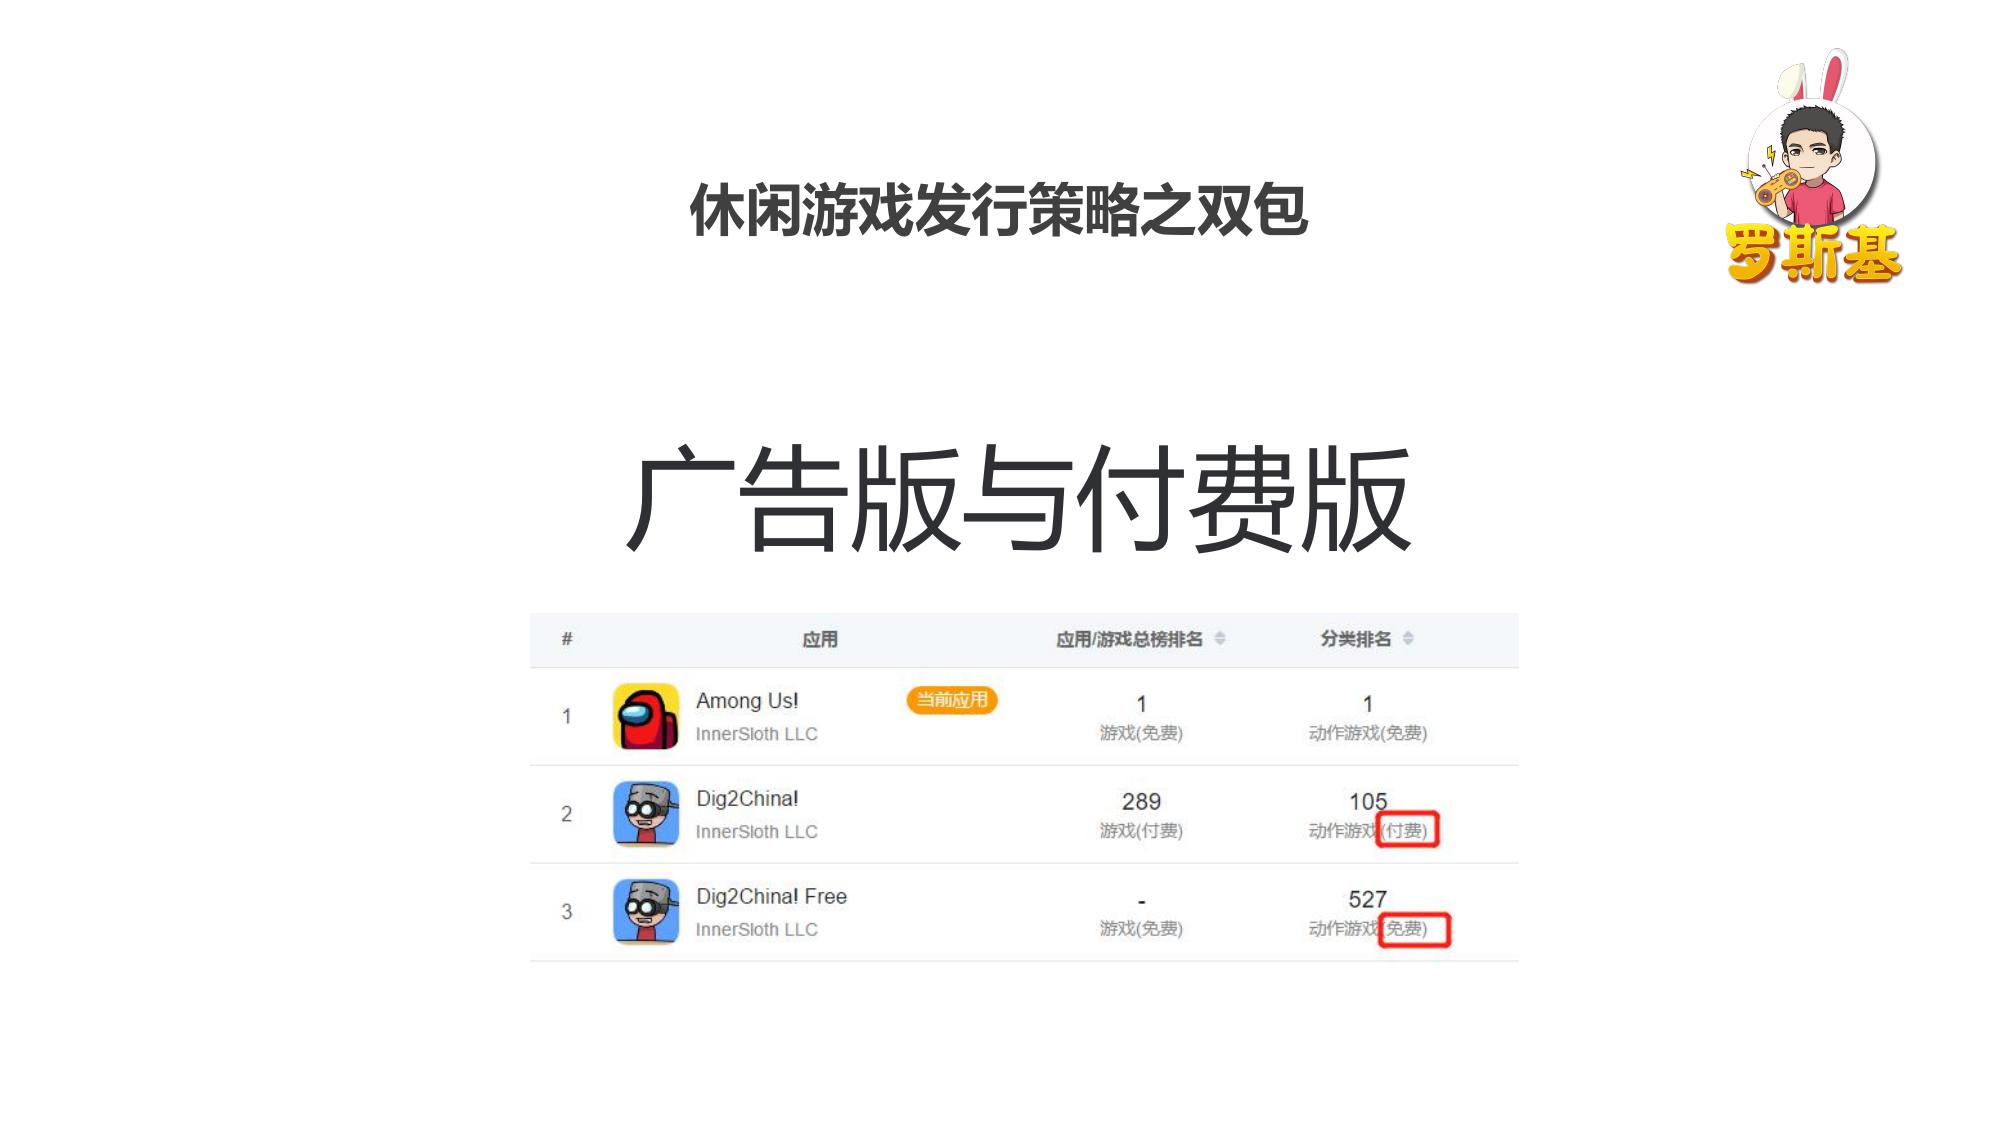 罗斯基
休闲游戏发行策略之双包
广告版与付费版
# 应用 应用/游戏总榜排名 分类排名
1 Among Us! 当前应用 1 1
InnerSloth LLC 游戏(免费) 动作游戏(免费)
2 Dig2China! 289 105
InnerSloth LLC 游戏(付费) 动作游戏(付费)
3 Dig2China! Free - 527
InnerSloth LLC 游戏(免费) 动作游戏(免费)